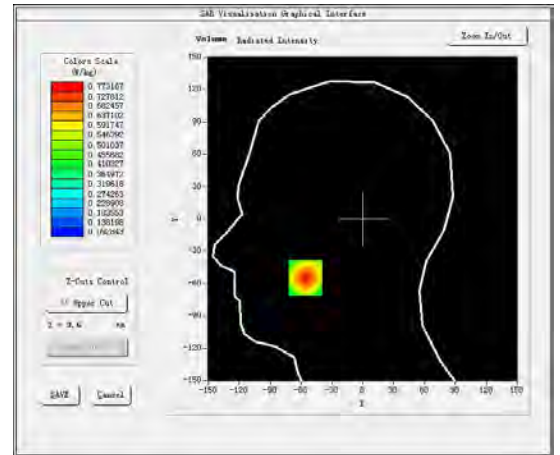 SAR Visualisation Graphical Interface
Volume Radiated Intensity
Zoom In/Out
Colors Scale
(W/kg)
0.773167
0.727812
0.682457
0.637102
0.591747
0.546392
0.501037
0.455682
0.410327
0.364972
0.319618
0.274263
0.228908
0.183553
0.138198
150
120
90
60
30
0
-30
-60
-90
-120
-150
Y
-150 -120 -90 -60 -30 0 30 60 90 120 150
X
Z-Cuts Control
Upper Cut
SAVE Cancel